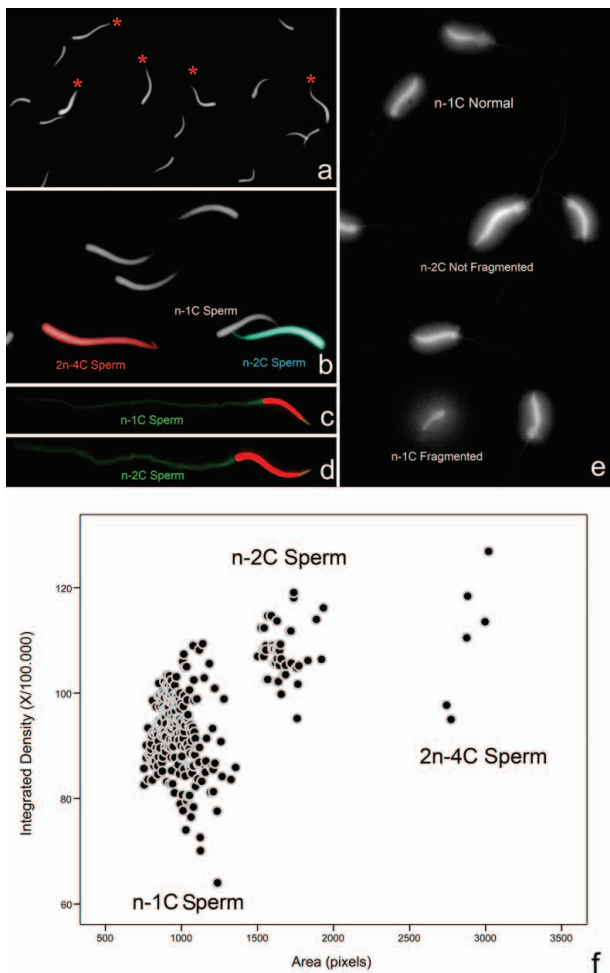 * * * * *
a
n-1C Sperm
2n-4C Sperm
n-2C Sperm
b
n-1C Sperm
c
n-2C Sperm
d
n-1C Normal
n-2C Not Fragmented
n-1C Fragmented
e
n-2C Sperm
2n-4C Sperm
n-1C Sperm
Integrated Density (X/100.000)
120
100
80
60
500 1000 1500 2000 2500 3000 3500
Area (pixels)
f